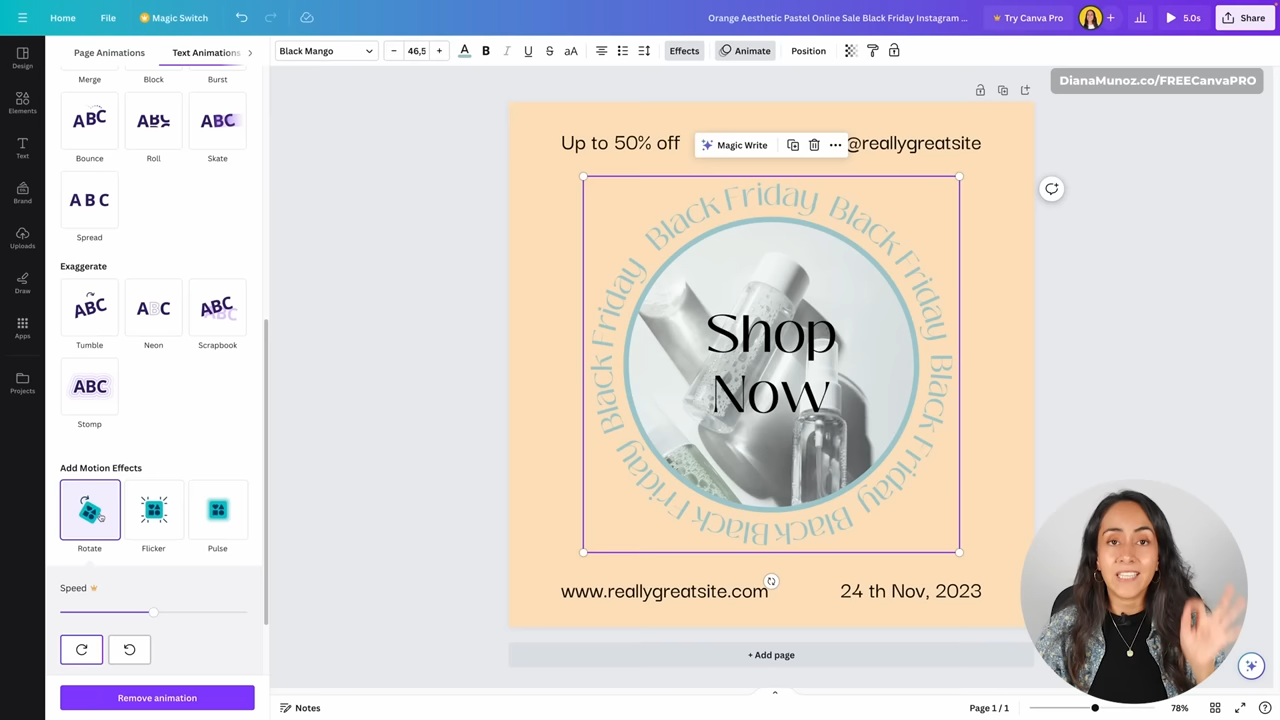 Home
File
Magic Switch
Orange Aesthetic Pastel Online Sale Black Friday Instagram ...
Try Canva Pro
5.0s
Share
Design
Elements
Text
Brand
Uploads
Draw
Apps
Projects
Page Animations
Text Animations
Black Mango
46,5
A
B
I
U
S
aA
Effects
Animate
Position
DianaMunoz.co/FREECanvaPRO
Merge
Block
Burst
ABC
ABC
ABC
Bounce
Roll
Skate
ABC
Spread
Exaggerate
ABC
ABC
ABC
Tumble
Neon
Scrapbook
ABC
Stomp
Add Motion Effects
Rotate
Flicker
Pulse
Speed
Remove animation
Up to 50% off
Magic Write
@reallygreatsite
Black Friday Black Friday Black Friday Black Friday Black Friday Black Friday
Shop
Now
www.reallygreatsite.com
24 th Nov, 2023
+ Add page
Notes
Page 1 / 1
78%